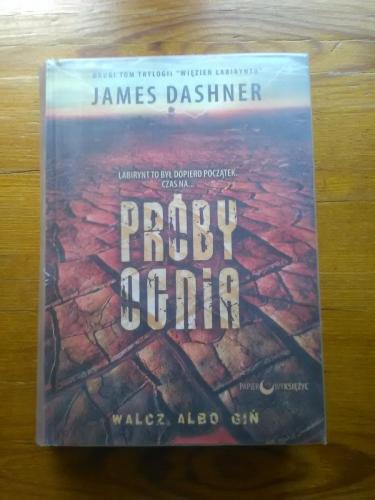 DRUGI TOM TRYLOGII "WIĘZIEŃ LABIRYNTU"
JAMES DASHNER
LABIRYNT TO BYŁ DOPIERO POCZĄTEK.
CZAS NA...
PRÓBY
OGNIA
PAPIEROWY KSIĘŻYC
WALCZ ALBO GIŃ